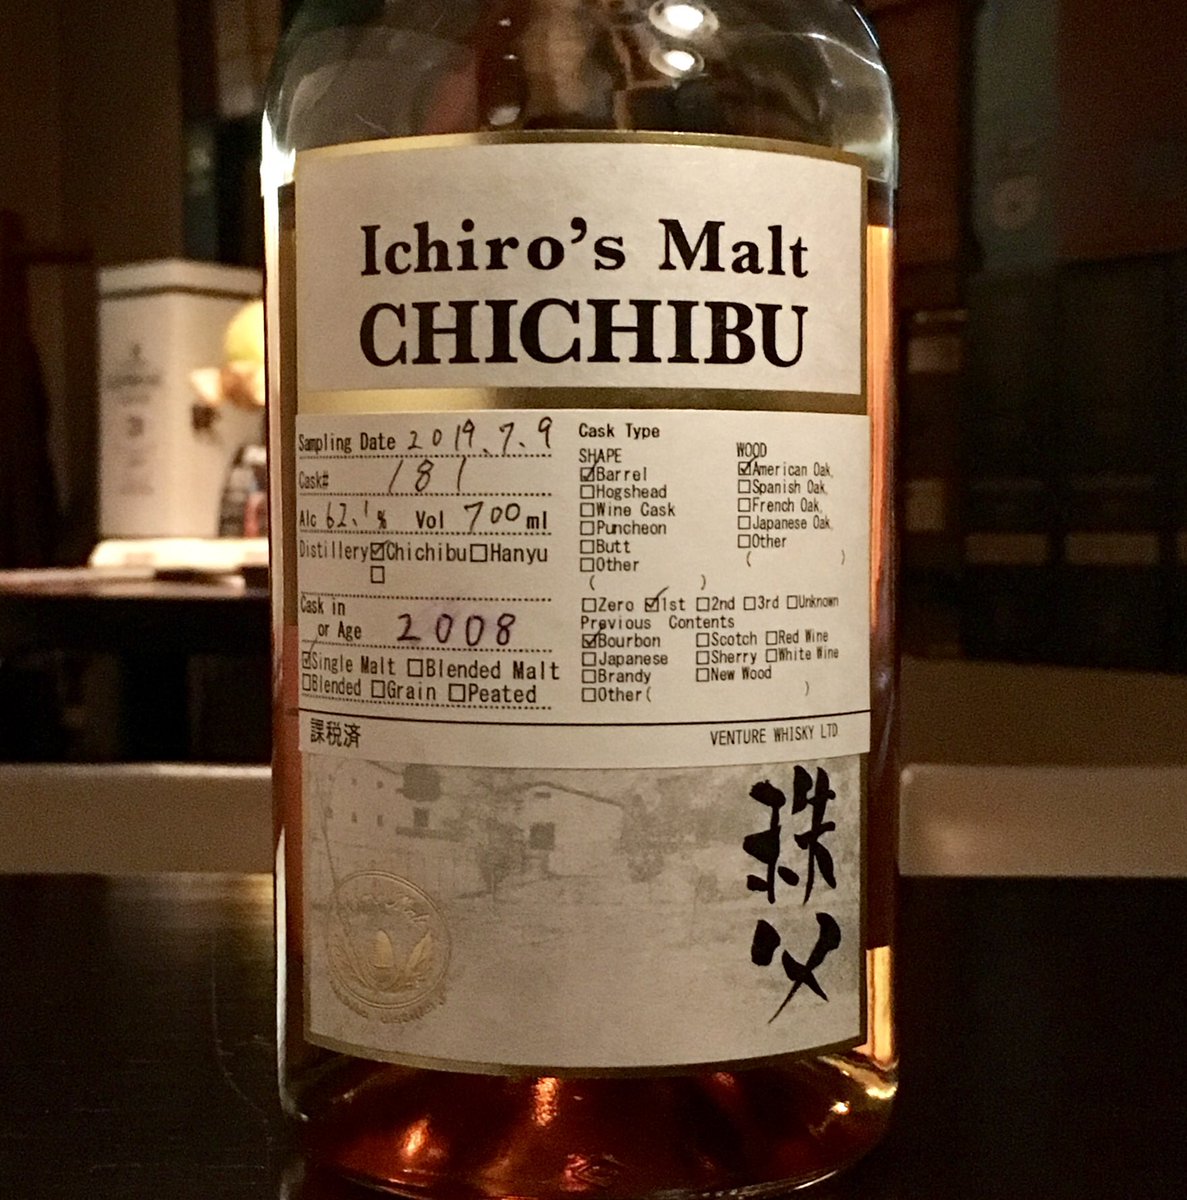 Ichiro's Malt
CHICHIBU
Sampling Date 2019.7.9
Cask# 181
Alc 62.1% Vol 700ml
Distillery ☑Chichibu □Hanyu
□
Cask in
or Age 2008
☑Single Malt □Blended Malt
□Blended □Grain □Peated
Cask Type
SHAPE
☑Barrel
□Hogshead
□Wine Cask
□Puncheon
□Butt
□Other
( )
WOOD
☑American Oak,
□Spanish Oak,
□French Oak,
□Japanese Oak,
□Other
( )
□Zero ☑1st □2nd □3rd □Unknown
Previous Contents
☑Bourbon □Scotch □Red Wine
□Japanese □Sherry □White Wine
□Brandy □New Wood
□Other( )
課税済
VENTURE WHISKY LTD
秩父